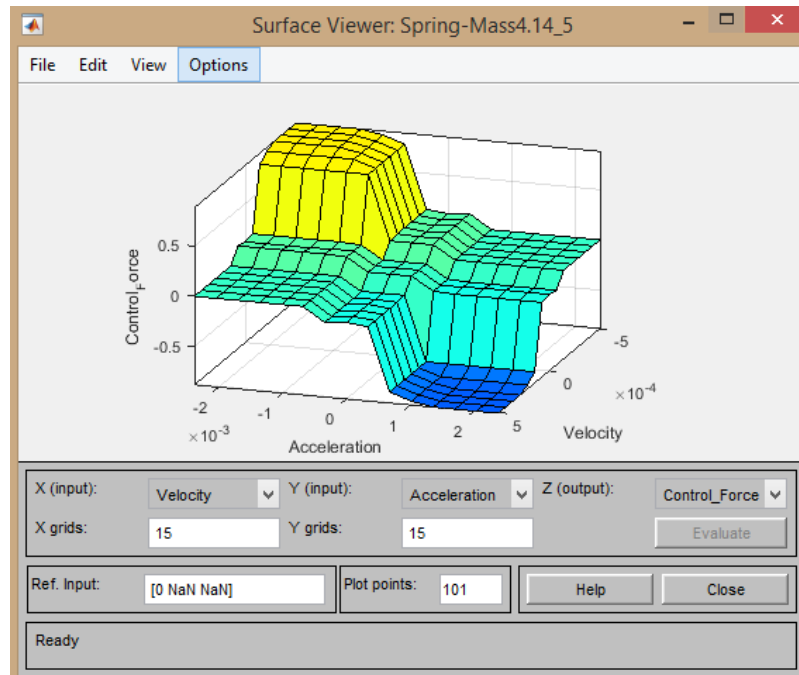 Surface Viewer: Spring-Mass4.14_5
File Edit View Options
Control_Force
0.5
0
-0.5
-2 -1 0 1 2
×10⁻³
Acceleration
5 0 -5
×10⁻⁴
Velocity
X (input): Velocity Y (input): Acceleration Z (output): Control_Force
X grids: 15 Y grids: 15 Evaluate
Ref. Input: [0 NaN NaN] Plot points: 101 Help Close
Ready